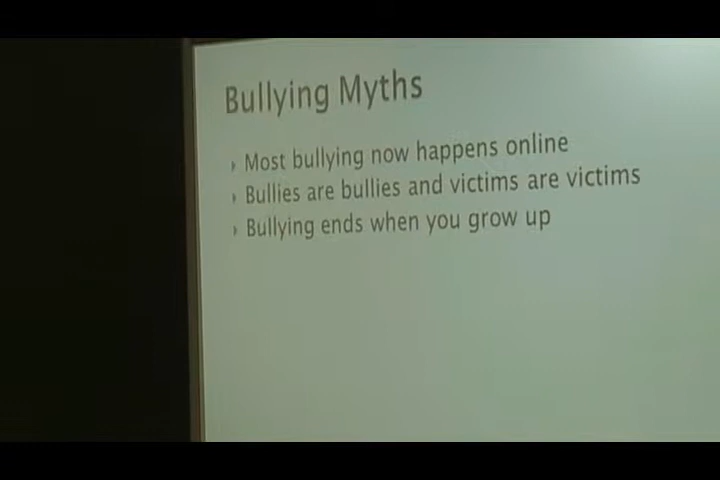 Bullying Myths
Most bullying now happens online
Bullies are bullies and victims are victims
Bullying ends when you grow up